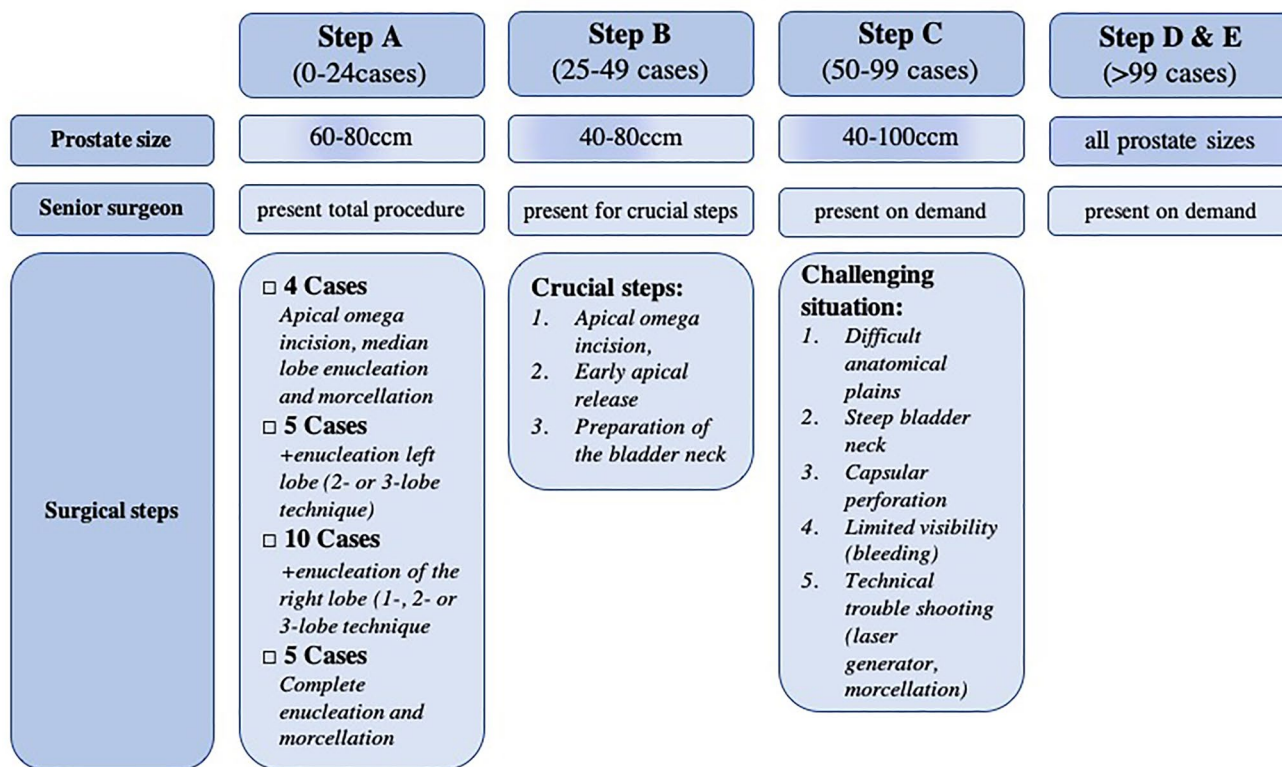 Step A
(0-24cases)
Step B
(25-49 cases)
Step C
(50-99 cases)
Step D & E
(>99 cases)
Prostate size
60-80ccm
40-80ccm
40-100ccm
all prostate sizes
Senior surgeon
present total procedure
present for crucial steps
present on demand
present on demand
Surgical steps
□ 4 Cases
Apical omega
incision, median
lobe enucleation
and morcellation
□ 5 Cases
+enucleation left
lobe (2- or 3-lobe
technique)
□ 10 Cases
+enucleation of the
right lobe (1-, 2- or
3-lobe technique
□ 5 Cases
Complete
enucleation and
morcellation
Crucial steps:
1. Apical omega
incision,
2. Early apical
release
3. Preparation of
the bladder neck
Challenging
situation:
1. Difficult
anatomical
plains
2. Steep bladder
neck
3. Capsular
perforation
4. Limited visibility
(bleeding)
5. Technical
trouble shooting
(laser
generator,
morcellation)